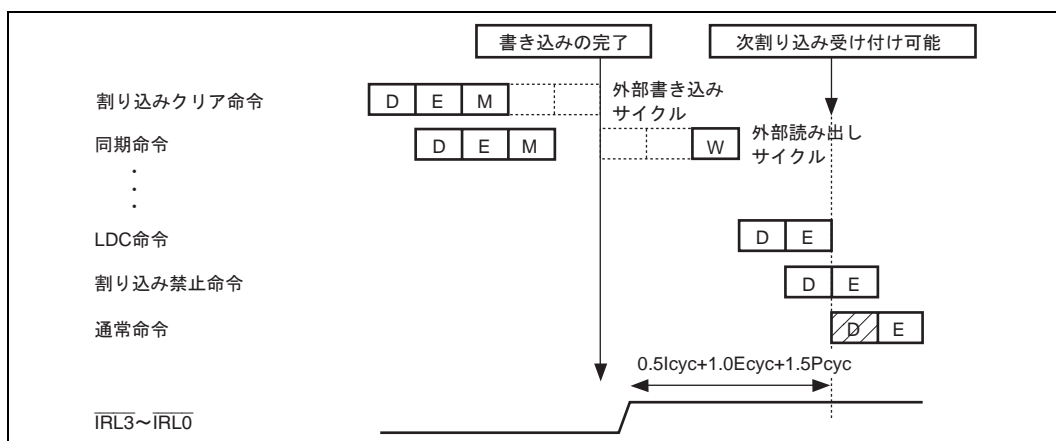 書き込みの完了
次割り込み受け付け可能
割り込みクリア命令
D E M
外部書き込み
サイクル
同期命令
D E M
W
外部読み出し
サイクル
・
・
・
LDC命令
D E
割り込み禁止命令
D E
通常命令
D E
0.5Icyc+1.0Ecyc+1.5Pcyc
IRL3～IRL0